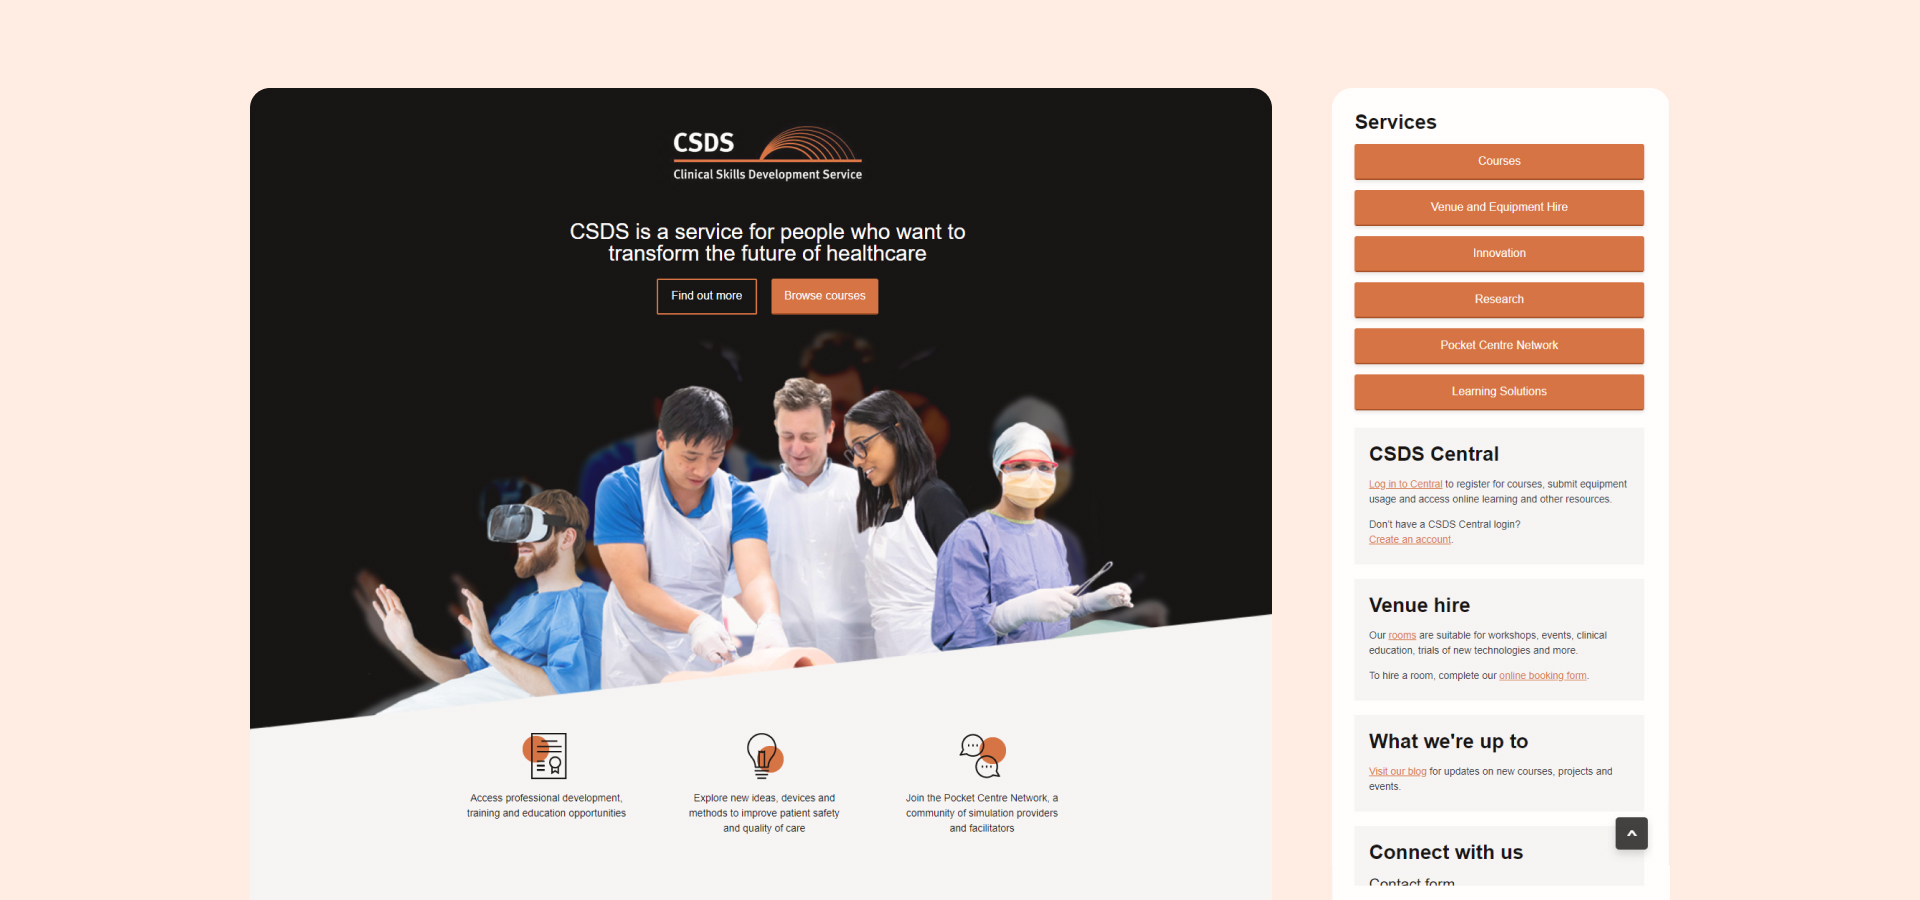 CSDS
Clinical Skills Development Service
CSDS is a service for people who want to
transform the future of healthcare
Find out more
Browse courses
Access professional development,
training and education opportunities
Explore new ideas, devices and
methods to improve patient safety
and quality of care
Join the Pocket Centre Network, a
community of simulation providers
and facilitators
Services
Courses
Venue and Equipment Hire
Innovation
Research
Pocket Centre Network
Learning Solutions
CSDS Central
Log in to Central to register for courses, submit equipment
usage and access online learning and other resources.
Don't have a CSDS Central login?
Create an account.
Venue hire
Our rooms are suitable for workshops, events, clinical
education, trials of new technologies and more.
To hire a room, complete our online booking form.
What we're up to
Visit our blog for updates on new courses, projects and
events.
Connect with us
Contact form